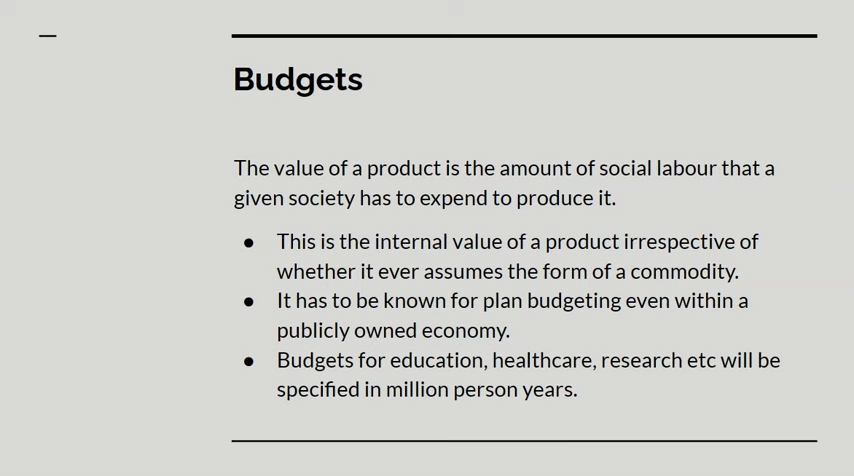 Budgets
The value of a product is the amount of social labour that a
given society has to expend to produce it.
● This is the internal value of a product irrespective of
whether it ever assumes the form of a commodity.
● It has to be known for plan budgeting even within a
publicly owned economy.
● Budgets for education, healthcare, research etc will be
specified in million person years.